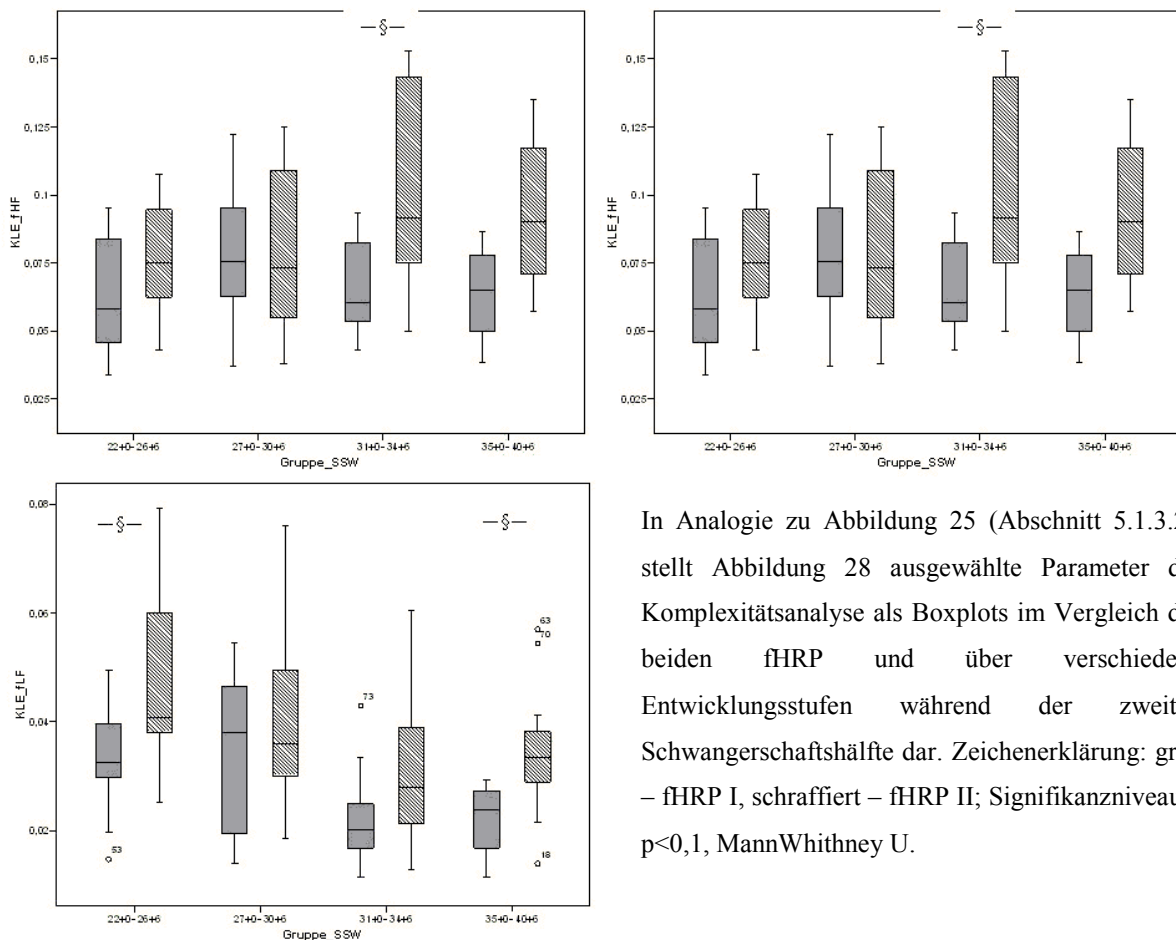 §
0,15
0,125
0,1
0,075
0,05
0,025
KLE_fHF
22+0-26+6
27+0-30+6
31+0-34+6
35+0-40+6
Gruppe_SSW
§
0,15
0,125
0,1
0,075
0,05
0,025
KLE_fHF
22+0-26+6
27+0-30+6
31+0-34+6
35+0-40+6
Gruppe_SSW
§
§
0,08
0,06
0,04
0,02
KLE_fLF
53
73
63
70
18
22+0-26+6
27+0-30+6
31+0-34+6
35+0-40+6
Gruppe_SSW
In Analogie zu Abbildung 25 (Abschnitt 5.1.3.2
stellt Abbildung 28 ausgewählte Parameter d
Komplexitätsanalyse als Boxplots im Vergleich d
beiden fHRP und über verschiede
Entwicklungsstufen während der zweit
Schwangerschaftshälfte dar. Zeichenerklärung: gr
– fHRP I, schraffiert – fHRP II; Signifikanzniveau
p<0,1, MannWhithney U.